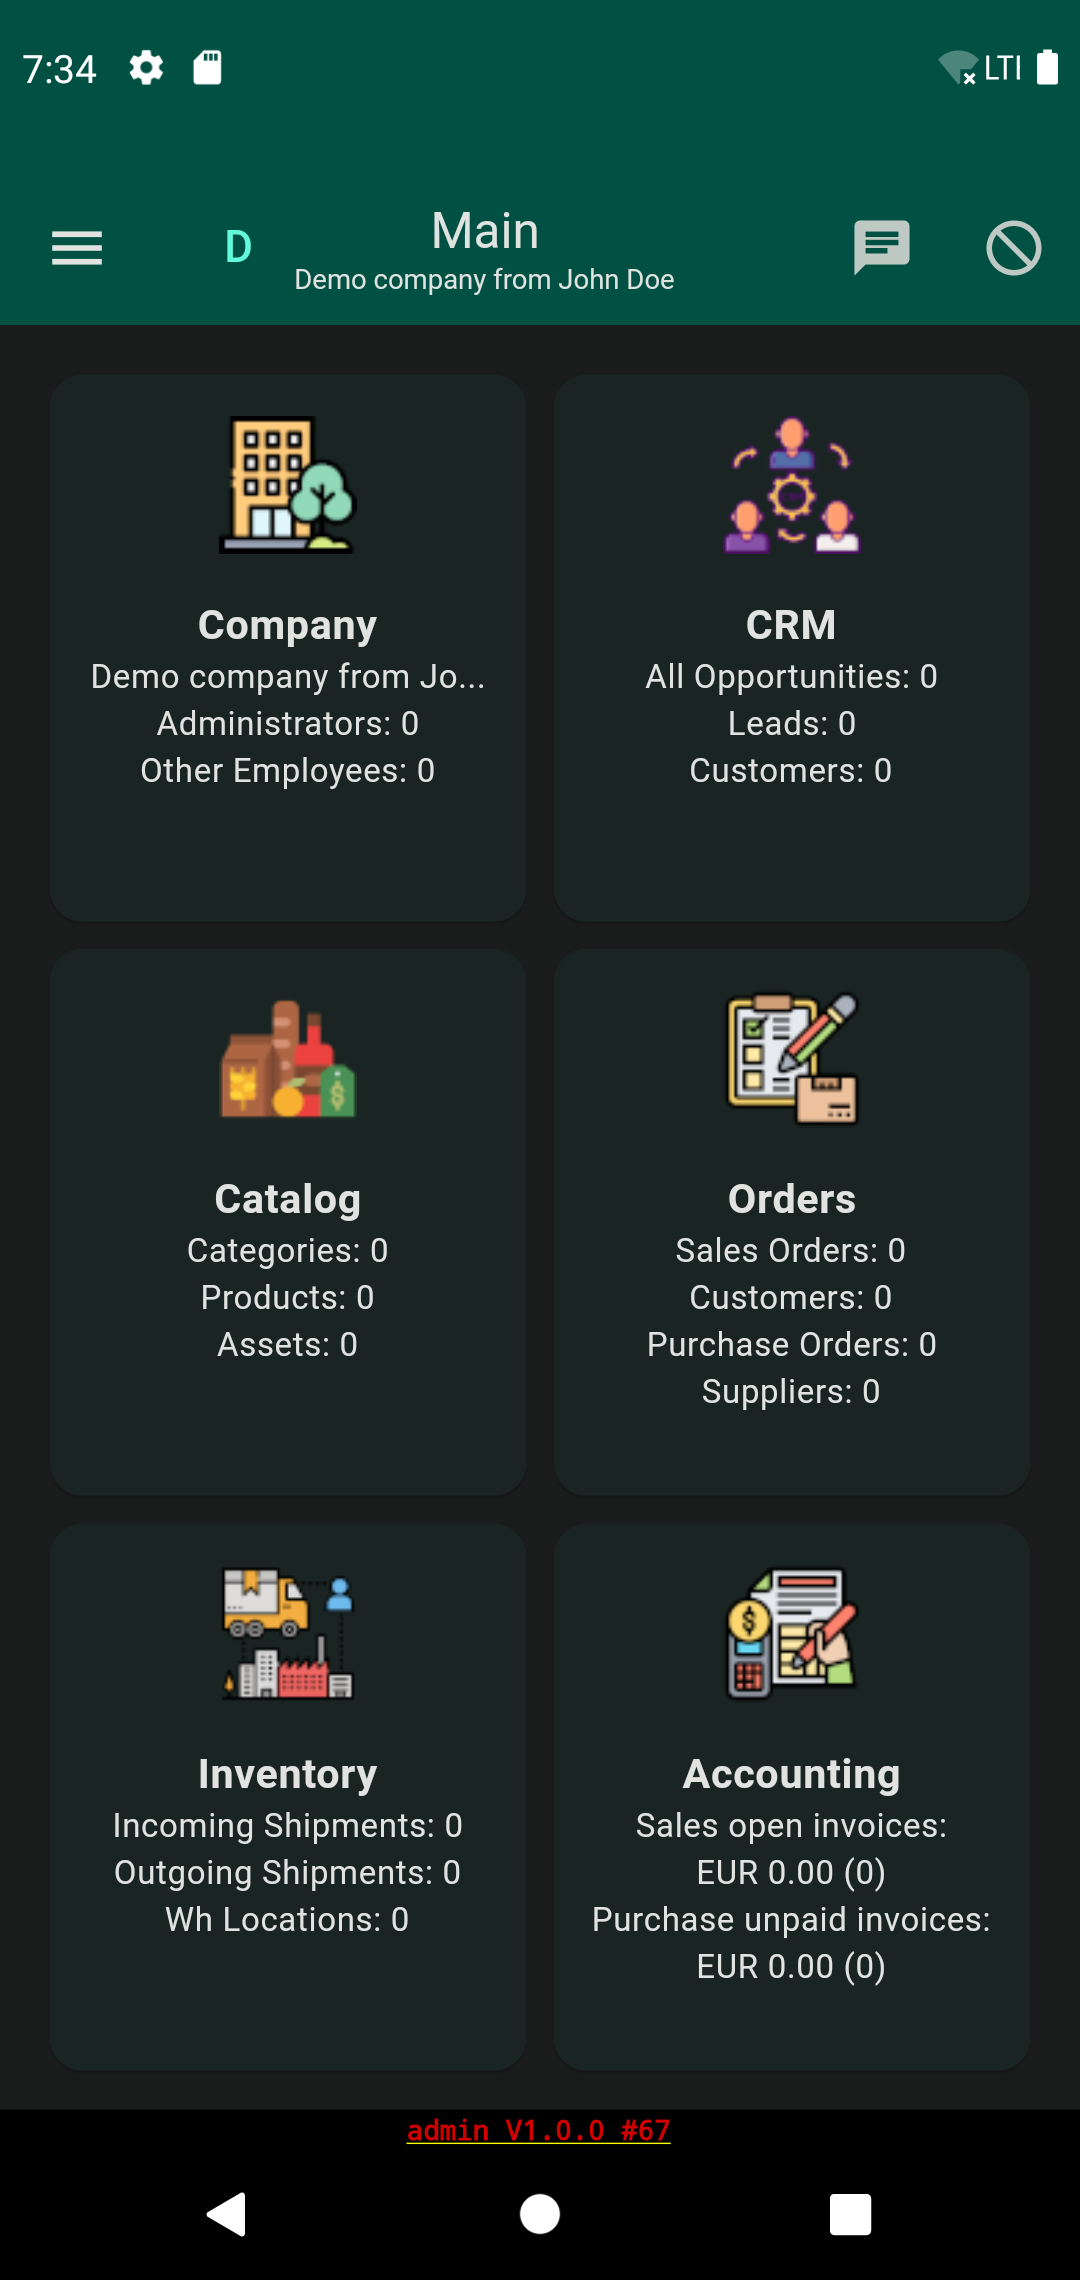 7:34
LTE
D
Main
Demo company from John Doe
Company
Demo company from Jo...
Administrators: 0
Other Employees: 0
CRM
All Opportunities: 0
Leads: 0
Customers: 0
Catalog
Categories: 0
Products: 0
Assets: 0
Orders
Sales Orders: 0
Customers: 0
Purchase Orders: 0
Suppliers: 0
Inventory
Incoming Shipments: 0
Outgoing Shipments: 0
Wh Locations: 0
Accounting
Sales open invoices:
EUR 0.00 (0)
Purchase unpaid invoices:
EUR 0.00 (0)
admin V1.0.0 #67